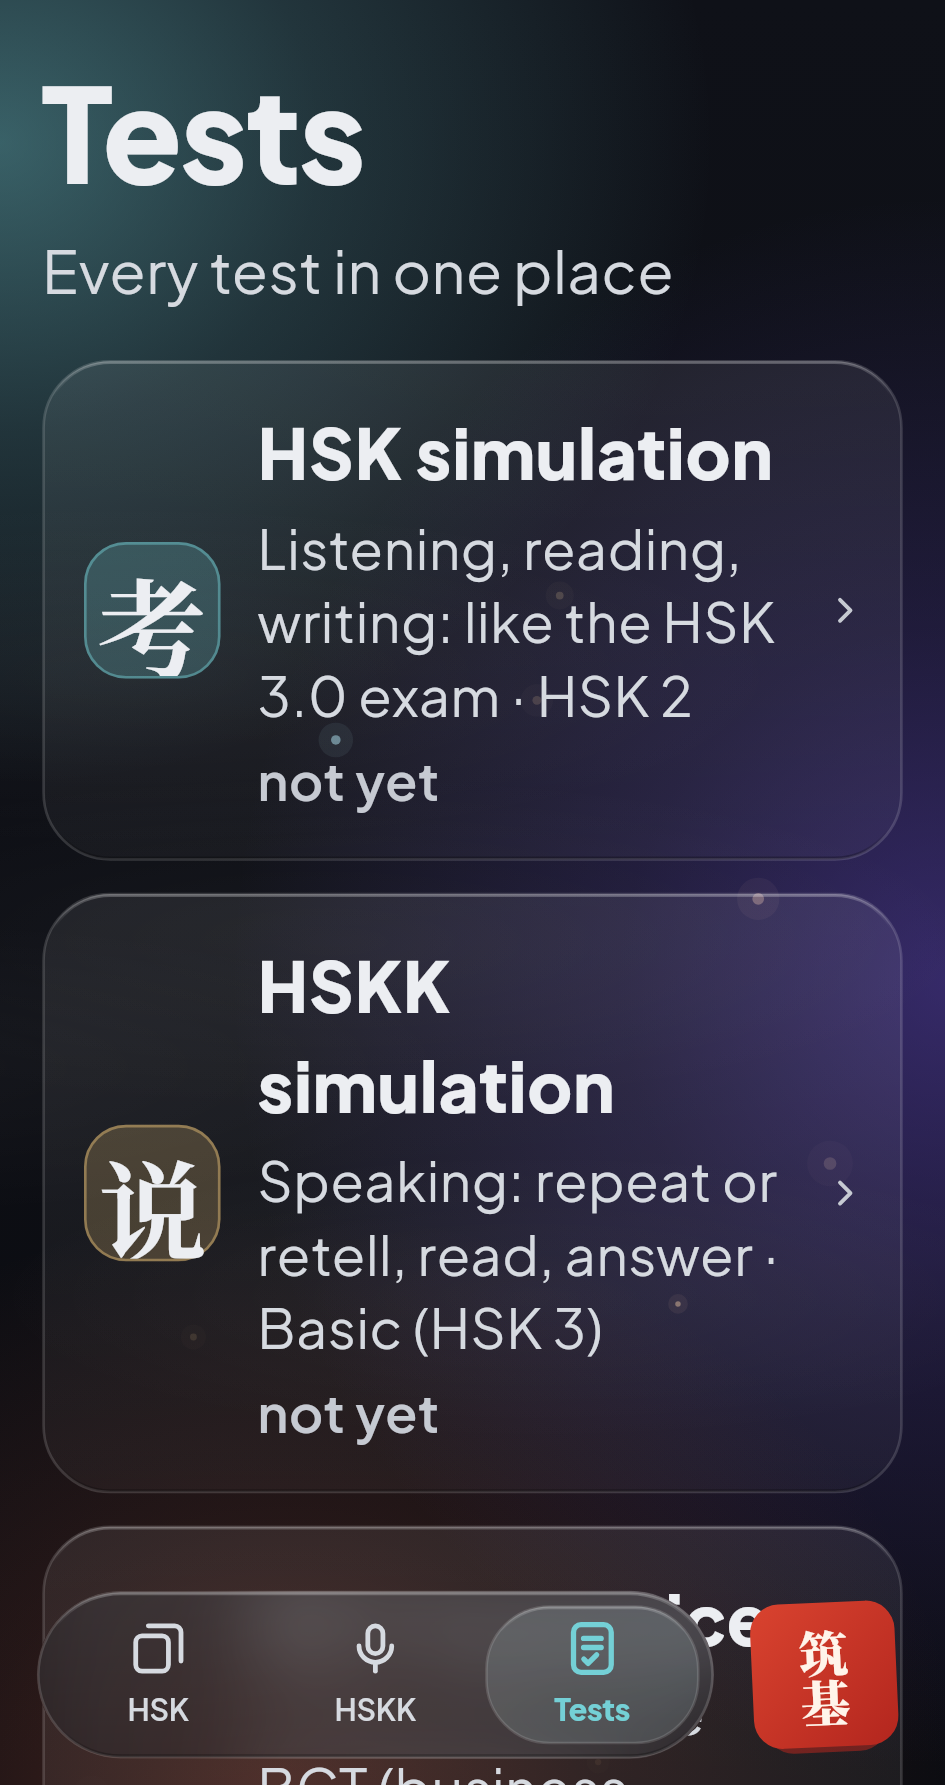 Tests
Every test in one place
HSK simulation
Listening, reading,
writing: like the HSK
3.0 exam · HSK 2
考
not yet
HSKK
simulation
说
Speaking: repeat or
retell, read, answer ·
Basic (HSK 3)
not yet
HSK
HSKK
Tests
筑
基